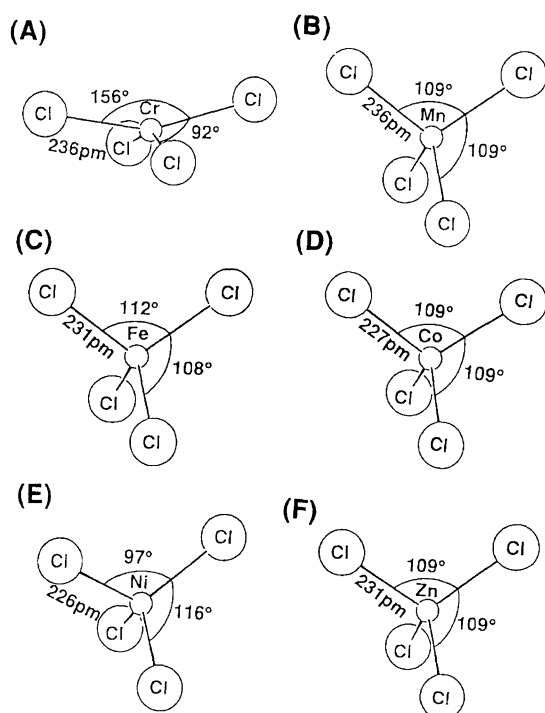 (A)
Cl
156°
Cr
Cl
236pm
Cl
Cl
92°
(B)
Cl
109°
Cl
236pm
Mn
109°
Cl
Cl
(C)
Cl
112°
Cl
231pm
Fe
108°
Cl
Cl
(D)
Cl
109°
Cl
227pm
Co
109°
Cl
Cl
(E)
Cl
97°
Cl
226pm
Ni
116°
Cl
Cl
(F)
Cl
109°
Cl
231pm
Zn
109°
Cl
Cl